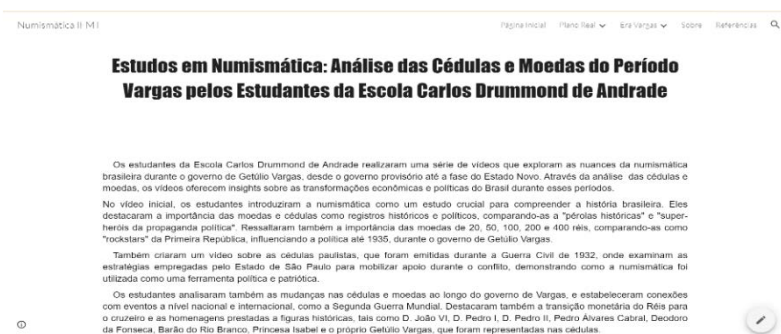 Numismática II M I
Página Inicial Plano Real Era Vargas Sobre Referências
Estudos em Numismática: Análise das Cédulas e Moedas do Período
Vargas pelos Estudantes da Escola Carlos Drummond de Andrade
Os estudantes da Escola Carlos Drummond de Andrade realizaram uma série de vídeos que exploram as nuances da numismática
brasileira durante o governo de Getúlio Vargas, desde o governo provisório até a fase do Estado Novo. Através da análise das cédulas e
moedas, os vídeos oferecem insights sobre as transformações econômicas e políticas do Brasil durante esses períodos.
No vídeo inicial, os estudantes introduziram a numismática como um estudo crucial para compreender a história brasileira. Eles
destacaram a importância das moedas e cédulas como registros históricos e políticos, comparando-as a "pérolas históricas" e "super-
heróis da propaganda política". Ressaltaram também a importância das moedas de 20, 50, 100, 200 e 400 réis, comparando-as como
"rockstars" da Primeira República, influenciando a política até 1935, durante o governo de Getúlio Vargas.
Também criaram um vídeo sobre as cédulas paulistas, que foram emitidas durante a Guerra Civil de 1932, onde examinam as
estratégias empregadas pelo Estado de São Paulo para mobilizar apoio durante o conflito, demonstrando como a numismática foi
utilizada como uma ferramenta política e patriótica.
Os estudantes analisaram também as mudanças nas cédulas e moedas ao longo do governo de Vargas, e estabeleceram conexões
com eventos a nível nacional e internacional, como a Segunda Guerra Mundial. Destacaram também a transição monetária do Réis para
o cruzeiro e as homenagens prestadas a figuras históricas, tais como D. João VI, D. Pedro I, D. Pedro II, Pedro Álvares Cabral, Deodoro
da Fonseca, Barão do Rio Branco, Princesa Isabel e o próprio Getúlio Vargas, que foram representadas nas cédulas.